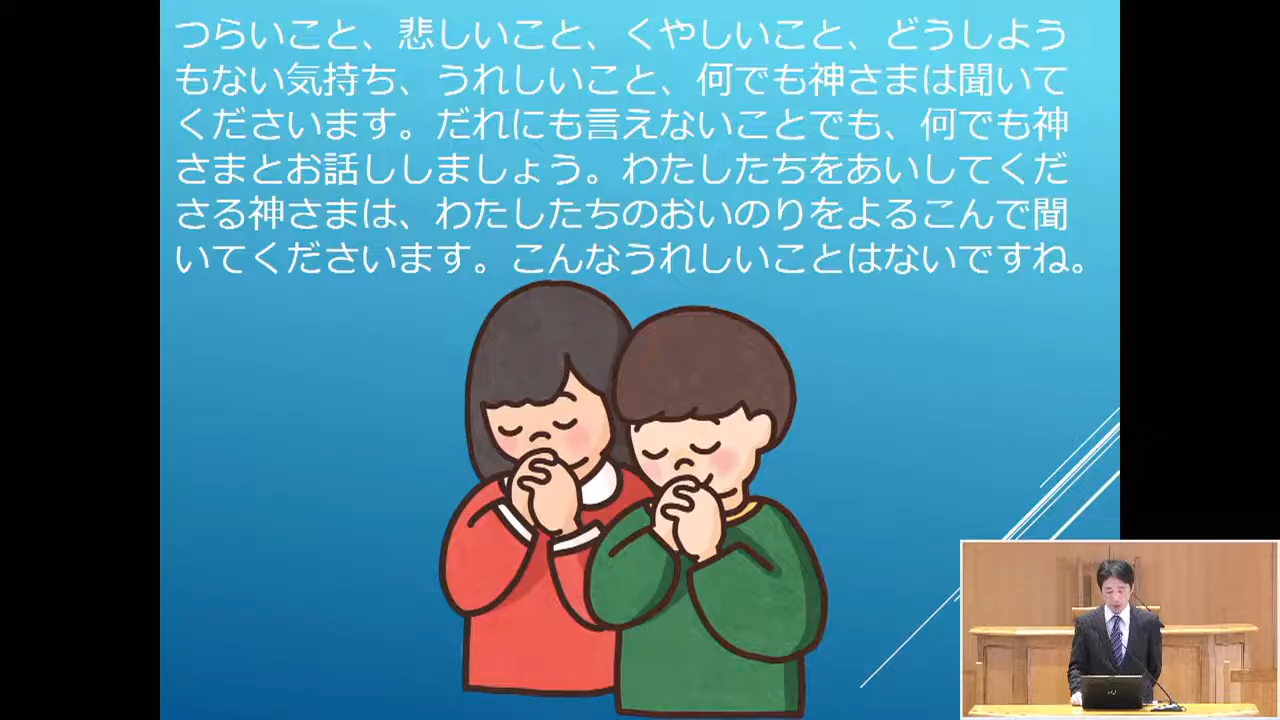 つらいこと、悲しいこと、くやしいこと、どうしよう
もない気持ち、うれしいこと、何でも神さまは聞いて
くださいます。だれにも言えないことでも、何でも神
さまとお話ししましょう。わたしたちをあいしてくだ
さる神さまは、わたしたちのおいのりをよるこんで聞
いてくださいます。こんなうれしいことはないですね。